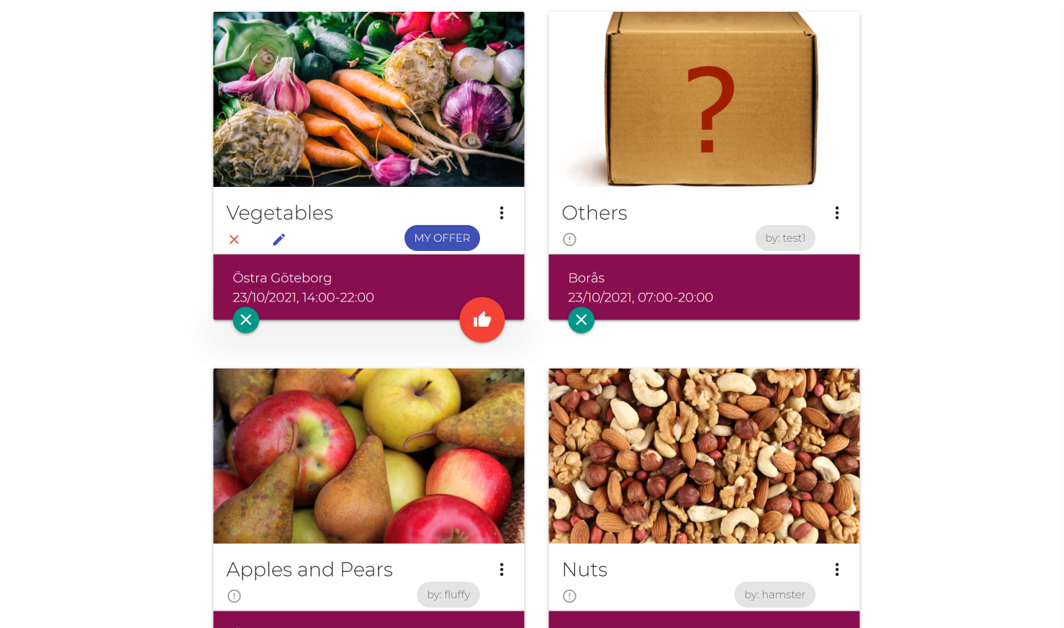 ?
Vegetables
MY OFFER
Östra Göteborg
23/10/2021, 14:00-22:00
Others
by: test1
Borås
23/10/2021, 07:00-20:00
Apples and Pears
by: fluffy
Nuts
by: hamster